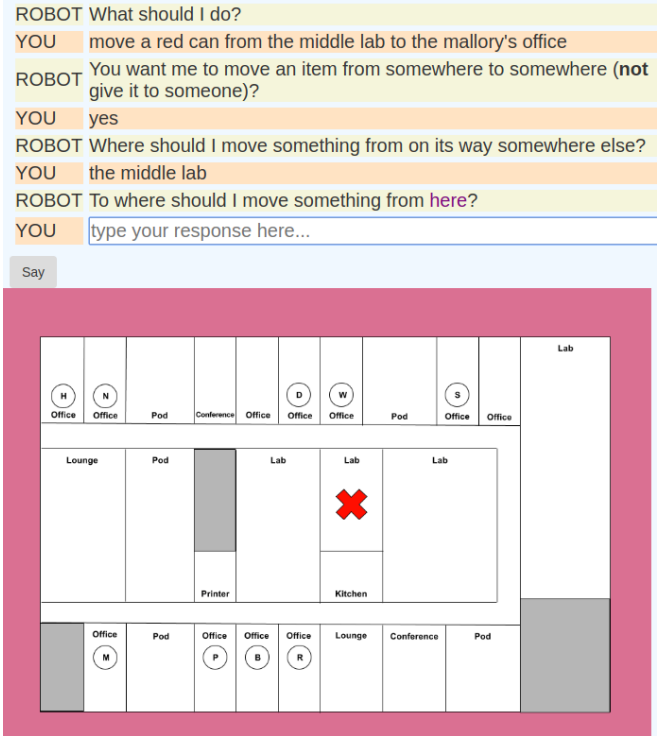 ROBOT What should I do?
YOU move a red can from the middle lab to the mallory's office
ROBOT You want me to move an item from somewhere to somewhere (not
give it to someone)?
YOU yes
ROBOT Where should I move something from on its way somewhere else?
YOU the middle lab
ROBOT To where should I move something from here?
YOU type your response here...
Say
Lab
H N D W S
Office Office Pod Conference Office Office Office Pod Office Office
Lounge Pod Lab Lab Lab
Printer Kitchen
Office Pod Office Office Office Lounge Conference Pod
M P B R